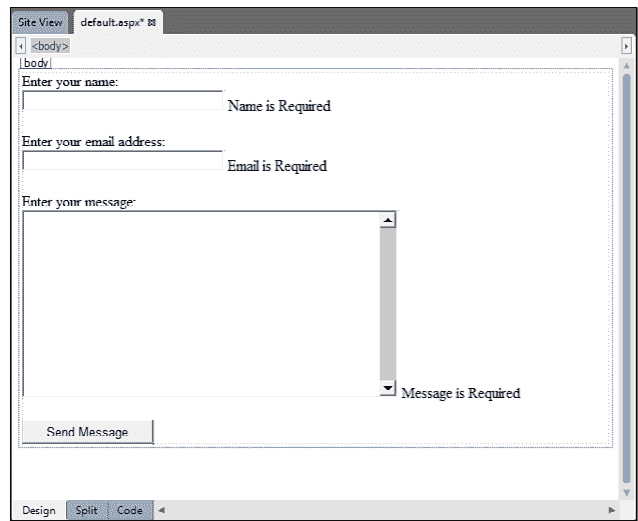 Site View default.aspx*
<body>
body
Enter your name:
Name is Required
Enter your email address:
Email is Required
Enter your message:
Message is Required
Send Message
Design Split Code